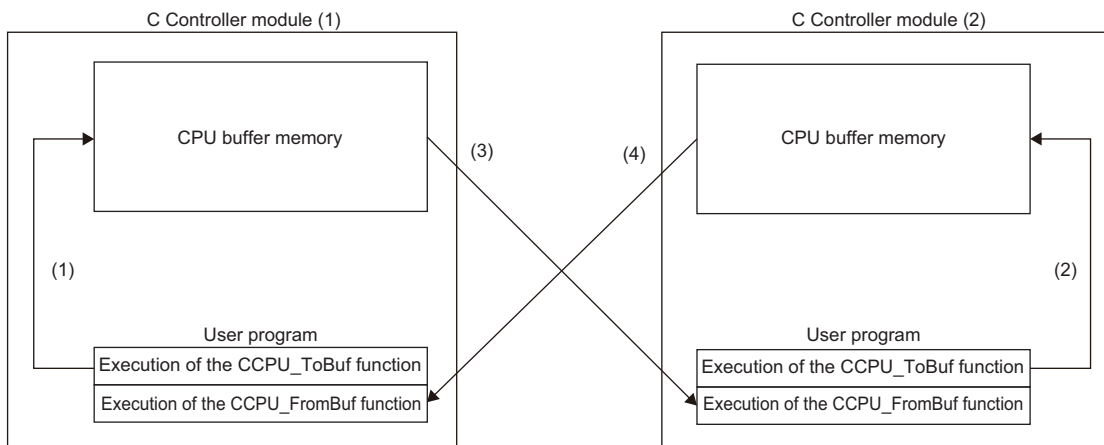 C Controller module (1)
C Controller module (2)
CPU buffer memory
CPU buffer memory
(3)
(4)
(1)
(2)
User program
User program
Execution of the CCPU_ToBuf function
Execution of the CCPU_ToBuf function
Execution of the CCPU_FromBuf function
Execution of the CCPU_FromBuf function